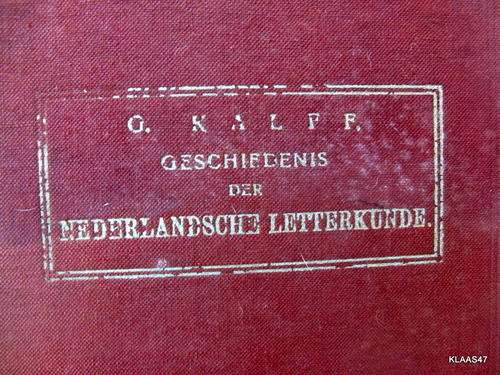 G. KALFF.
GESCHIEDENIS
DER
NEDERLANDSCHE LETTERKUNDE.
KLAAS47